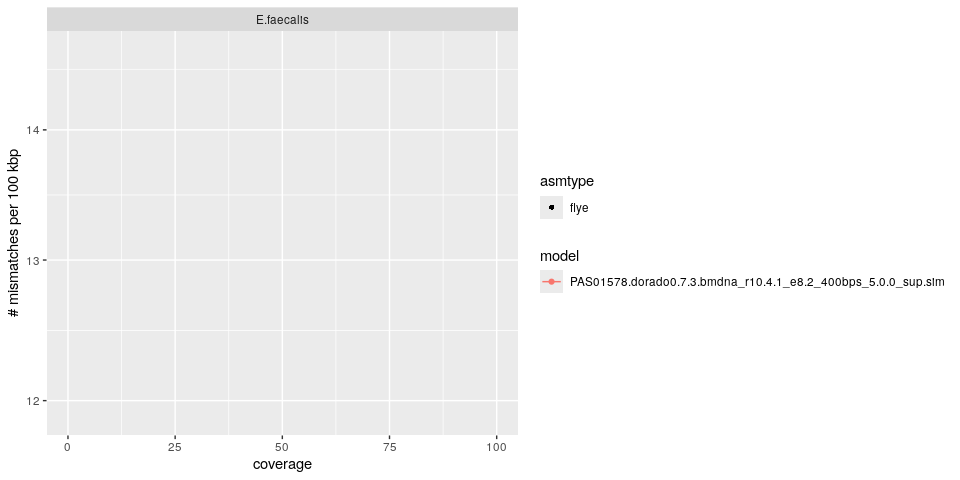 E.faecalis
14
13
12
# mismatches per 100 kbp
0 25 50 75 100
coverage
asmtype
flye
model
PAS01578.dorado0.7.3.bmdna_r10.4.1_e8.2_400bps_5.0.0_sup.sim